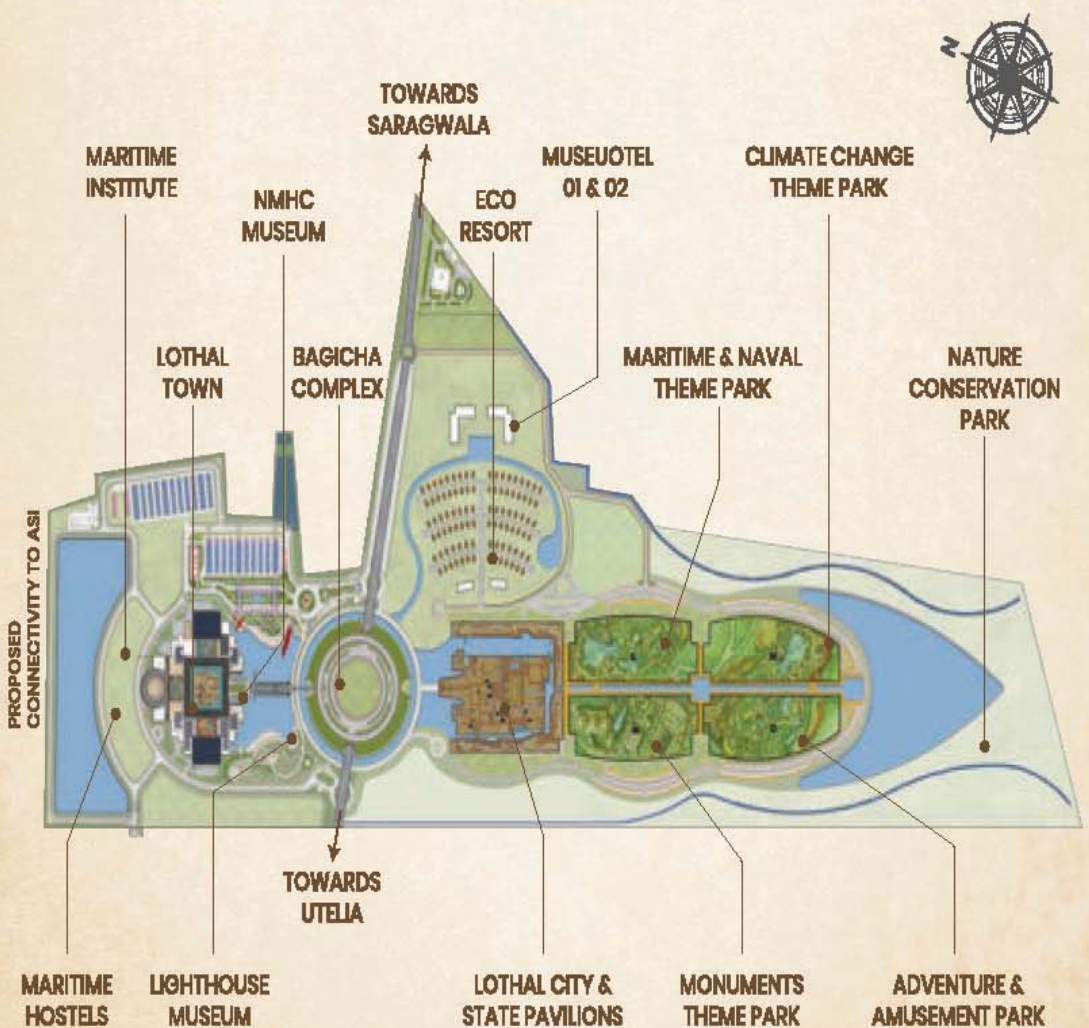 N
TOWARDS
SARAGWALA
MARITIME
INSTITUTE
NMHC
MUSEUM
ECO
RESORT
MUSEUOTEL
01 & 02
CLIMATE CHANGE
THEME PARK
LOTHAL
TOWN
BAGICHA
COMPLEX
MARITIME & NAVAL
THEME PARK
NATURE
CONSERVATION
PARK
PROPOSED
CONNECTIVITY TO ASI
TOWARDS
UTELIA
MARITIME
HOSTELS
LIGHTHOUSE
MUSEUM
LOTHAL CITY &
STATE PAVILIONS
MONUMENTS
THEME PARK
ADVENTURE &
AMUSEMENT PARK